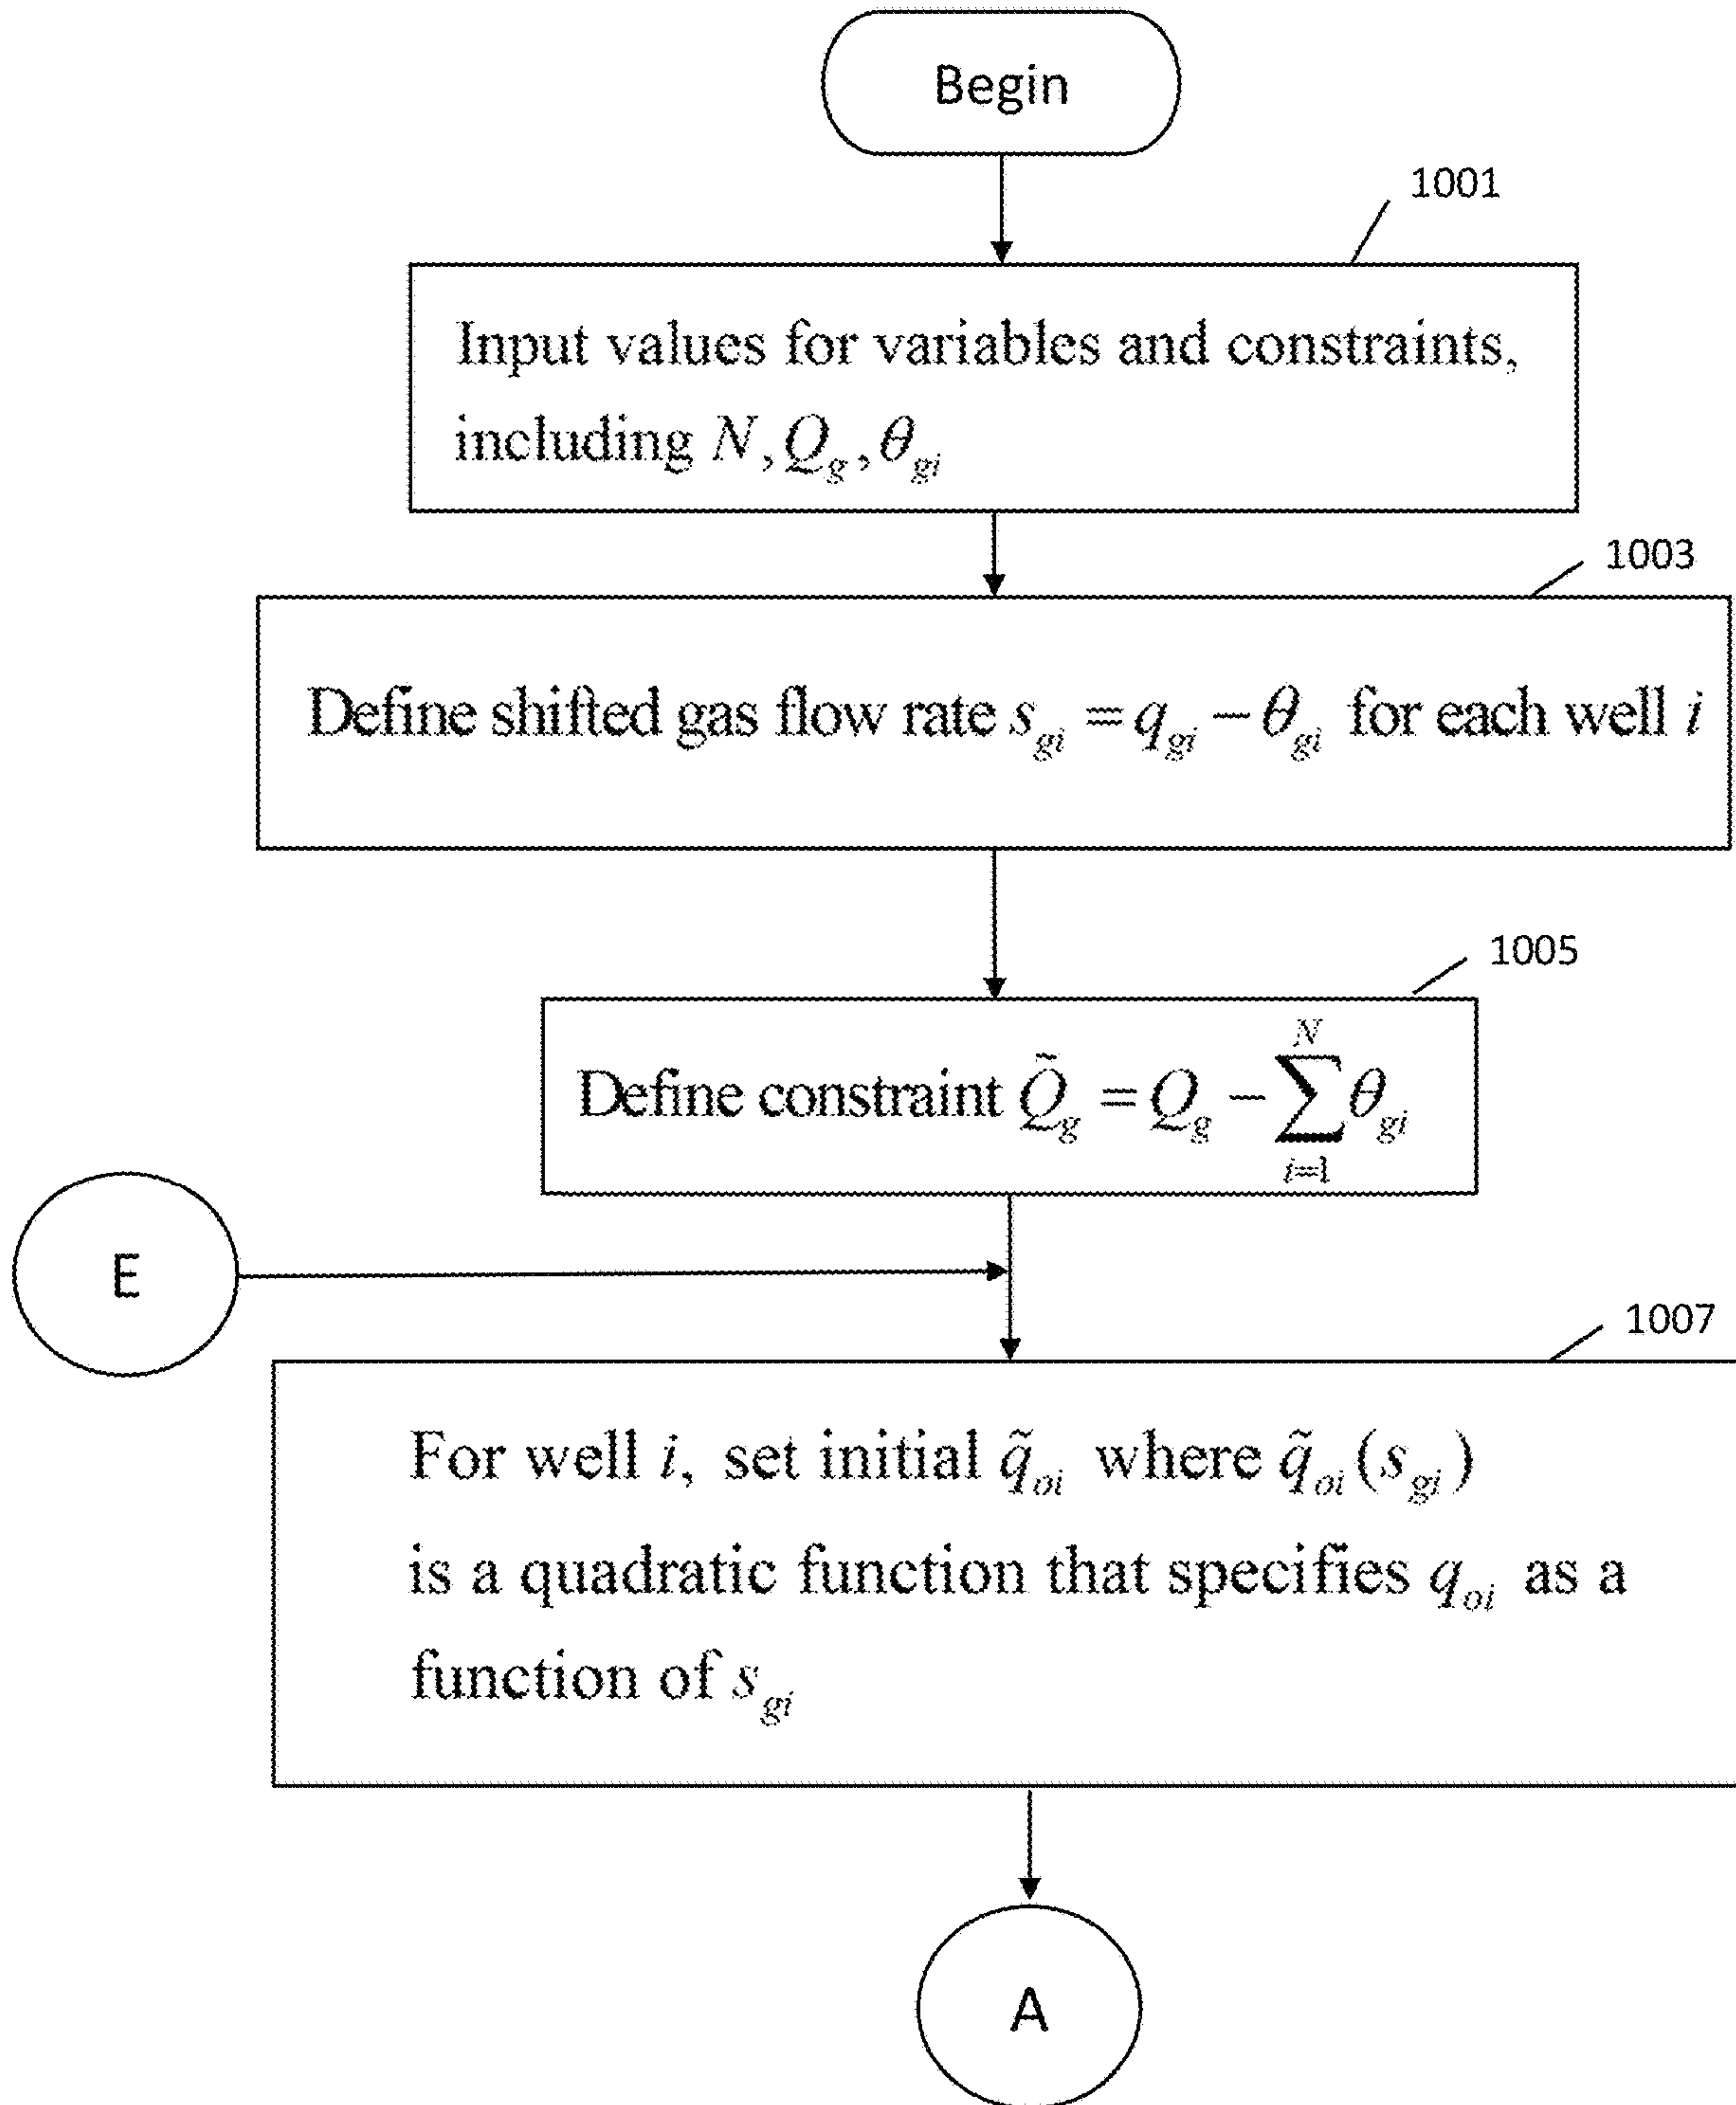 Begin
1001
Input values for variables and constraints,
including N, Q_g, θ_gi
1003
Define shifted gas flow rate s_gi = q_gi − θ_gi for each well i
1005
Define constraint Q̃_g = Q_g − ∑_{i=1}^{N} θ_gi
E
1007
For well i, set initial q̃_oi where q̃_oi(s_gi)
is a quadratic function that specifies q_oi as a
function of s_gi
A